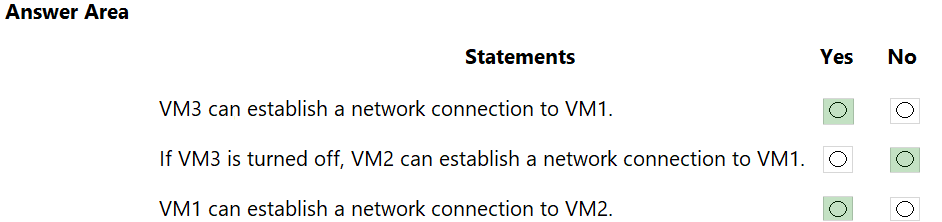 Answer Area
Statements Yes No
VM3 can establish a network connection to VM1.
If VM3 is turned off, VM2 can establish a network connection to VM1.
VM1 can establish a network connection to VM2.